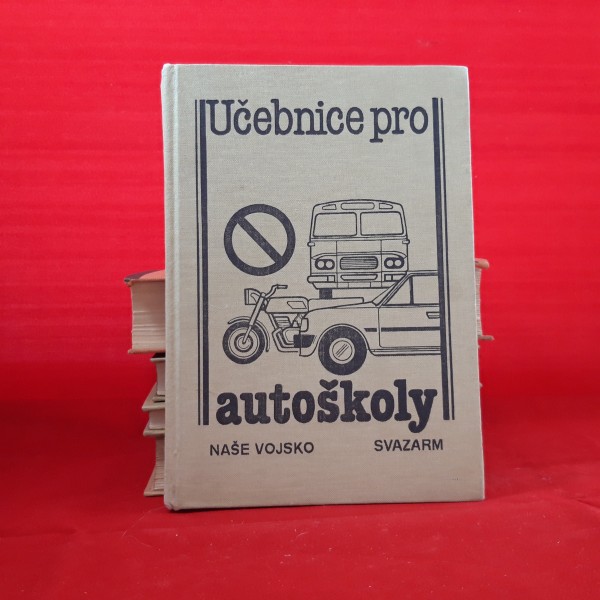 Učebnice pro
autoškoly
NAŠE VOJSKO SVAZARM